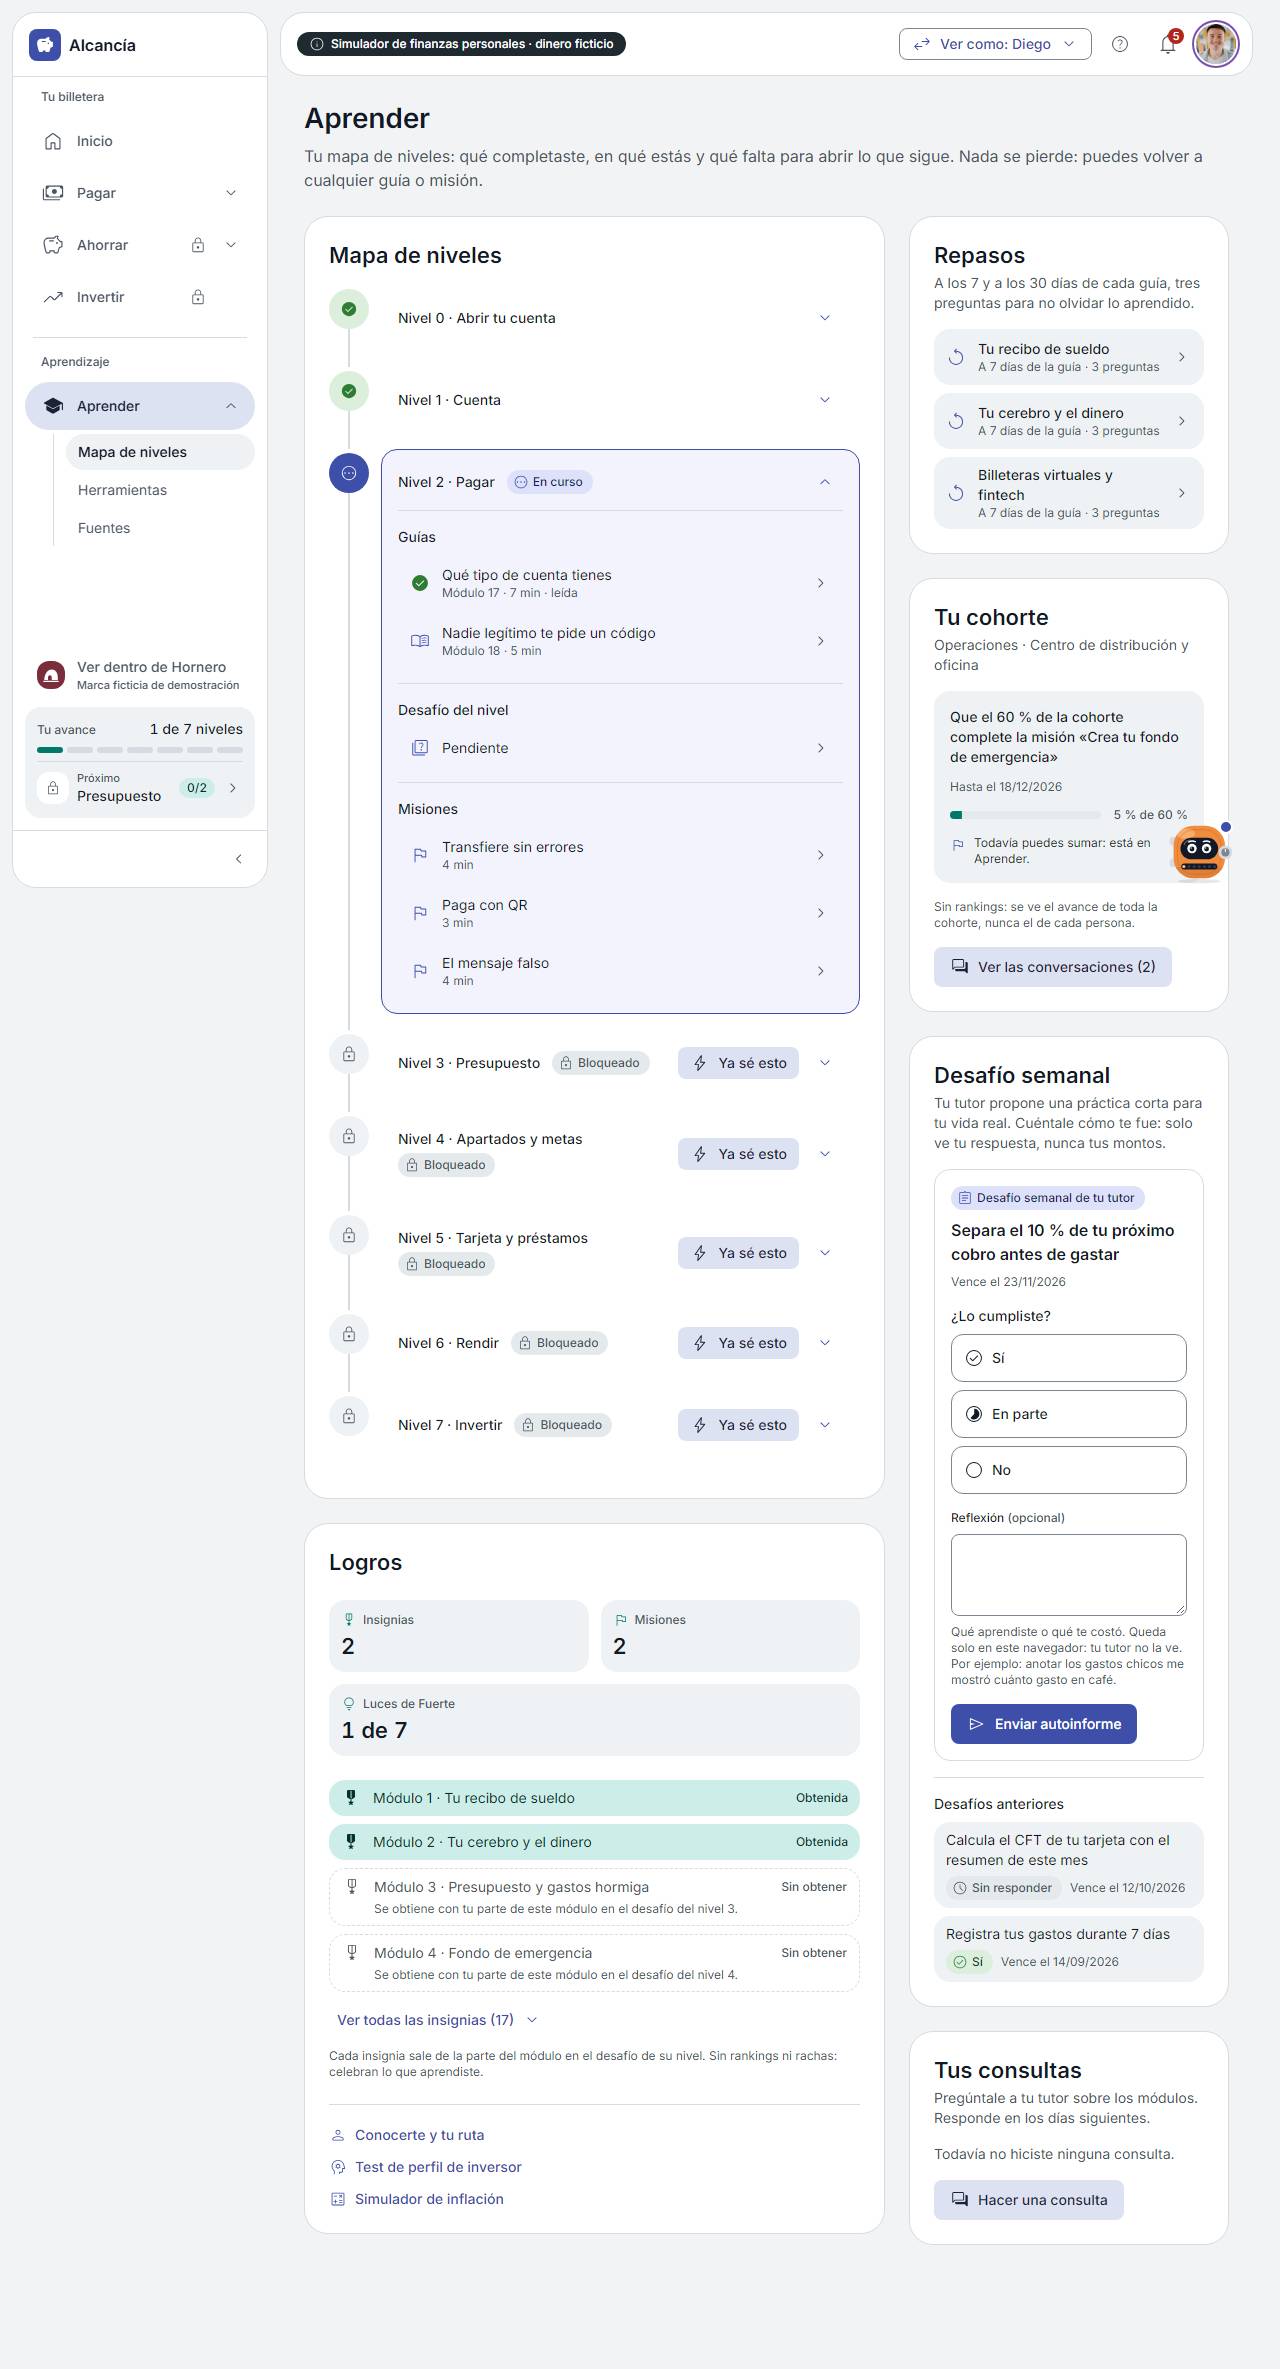 Alcancía
Tu billetera
Inicio
Pagar
Ahorrar
Invertir
Aprendizaje
Aprender
Mapa de niveles
Herramientas
Fuentes
Ver dentro de Hornero
Marca ficticia de demostración
Tu avance
1 de 7 niveles
Próximo
Presupuesto
0/2
Simulador de finanzas personales · dinero ficticio
Ver como: Diego
5
Aprender
Tu mapa de niveles: qué completaste, en qué estás y qué falta para abrir lo que sigue. Nada se pierde: puedes volver a
cualquier guía o misión.
Mapa de niveles
Nivel 0 · Abrir tu cuenta
Nivel 1 · Cuenta
Nivel 2 · Pagar
En curso
Guías
Qué tipo de cuenta tienes
Módulo 17 · 7 min · leída
Nadie legítimo te pide un código
Módulo 18 · 5 min
Desafío del nivel
Pendiente
Misiones
Transfiere sin errores
4 min
Paga con QR
3 min
El mensaje falso
4 min
Nivel 3 · Presupuesto
Bloqueado
Ya sé esto
Nivel 4 · Apartados y metas
Bloqueado
Ya sé esto
Nivel 5 · Tarjeta y préstamos
Bloqueado
Ya sé esto
Nivel 6 · Rendir
Bloqueado
Ya sé esto
Nivel 7 · Invertir
Bloqueado
Ya sé esto
Logros
Insignias
2
Misiones
2
Luces de Fuerte
1 de 7
Módulo 1 · Tu recibo de sueldo
Obtenida
Módulo 2 · Tu cerebro y el dinero
Obtenida
Módulo 3 · Presupuesto y gastos hormiga
Sin obtener
Se obtiene con tu parte de este módulo en el desafío del nivel 3.
Módulo 4 · Fondo de emergencia
Sin obtener
Se obtiene con tu parte de este módulo en el desafío del nivel 4.
Ver todas las insignias (17)
Cada insignia sale de la parte del módulo en el desafío de su nivel. Sin rankings ni rachas:
celebran lo que aprendiste.
Conocerte y tu ruta
Test de perfil de inversor
Simulador de inflación
Repasos
A los 7 y a los 30 días de cada guía, tres
preguntas para no olvidar lo aprendido.
Tu recibo de sueldo
A 7 días de la guía · 3 preguntas
Tu cerebro y el dinero
A 7 días de la guía · 3 preguntas
Billeteras virtuales y
fintech
A 7 días de la guía · 3 preguntas
Tu cohorte
Operaciones · Centro de distribución y
oficina
Que el 60 % de la cohorte
complete la misión «Crea tu fondo
de emergencia»
Hasta el 18/12/2026
5 % de 60 %
Todavía puedes sumar: está en
Aprender.
Sin rankings: se ve el avance de toda la
cohorte, nunca el de cada persona.
Ver las conversaciones (2)
Desafío semanal
Tu tutor propone una práctica corta para
tu vida real. Cuéntale cómo te fue: solo
ve tu respuesta, nunca tus montos.
Desafío semanal de tu tutor
Separa el 10 % de tu próximo
cobro antes de gastar
Vence el 23/11/2026
¿Lo cumpliste?
Sí
En parte
No
Reflexión (opcional)
Qué aprendiste o qué te costó. Queda
solo en este navegador: tu tutor no la ve.
Por ejemplo: anotar los gastos chicos me
mostró cuánto gasto en café.
Enviar autoinforme
Desafíos anteriores
Calcula el CFT de tu tarjeta con el
resumen de este mes
Sin responder
Vence el 12/10/2026
Registra tus gastos durante 7 días
Sí
Vence el 14/09/2026
Tus consultas
Pregúntale a tu tutor sobre los módulos.
Responde en los días siguientes.
Todavía no hiciste ninguna consulta.
Hacer una consulta